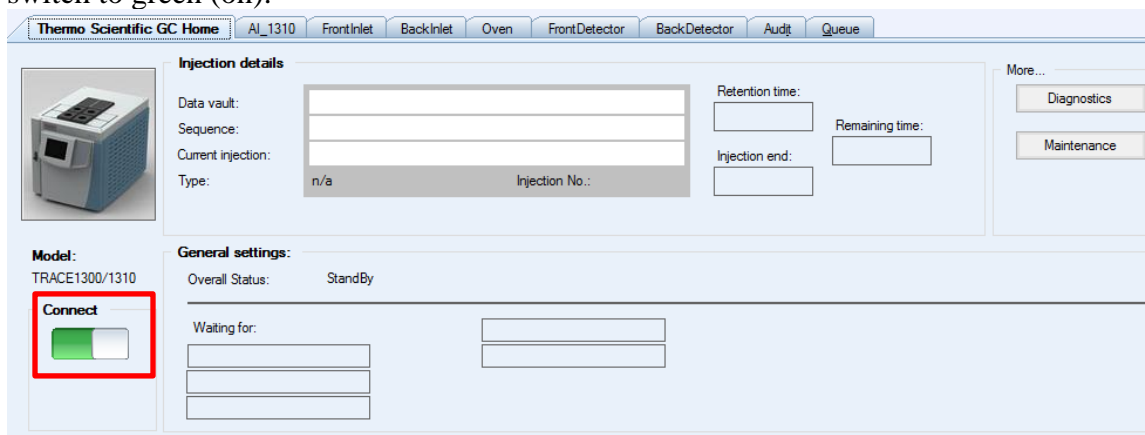 switch to green (on).
Thermo Scientific GC Home AI_1310 FrontInlet BackInlet Oven FrontDetector BackDetector Audit Queue
Injection details
More...
Data vault:
Retention time:
Diagnostics
Sequence:
Remaining time:
Current injection:
Injection end:
Maintenance
Type: n/a Injection No.:
Model:
General settings:
TRACE1300/1310
Overall Status: StandBy
Connect
Waiting for: